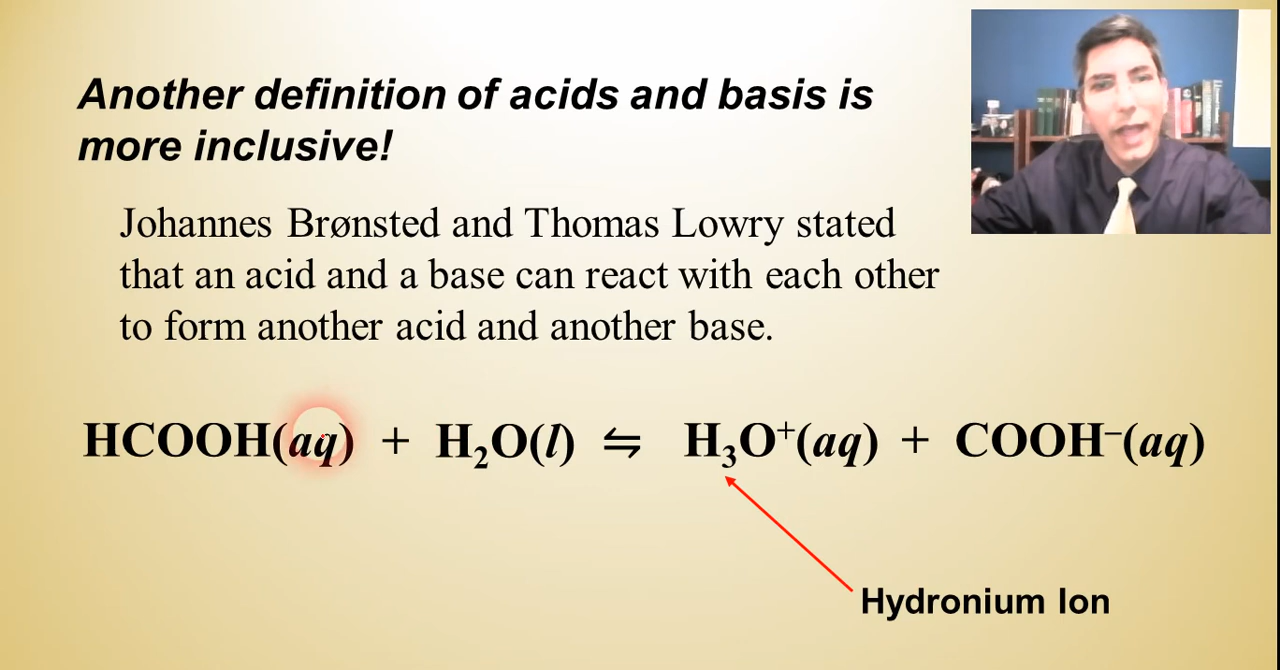 Another definition of acids and basis is
more inclusive!
Johannes Brønsted and Thomas Lowry stated
that an acid and a base can react with each other
to form another acid and another base.
HCOOH(aq) + H₂O(l) ⇋ H₃O⁺(aq) + COOH⁻(aq)
Hydronium Ion